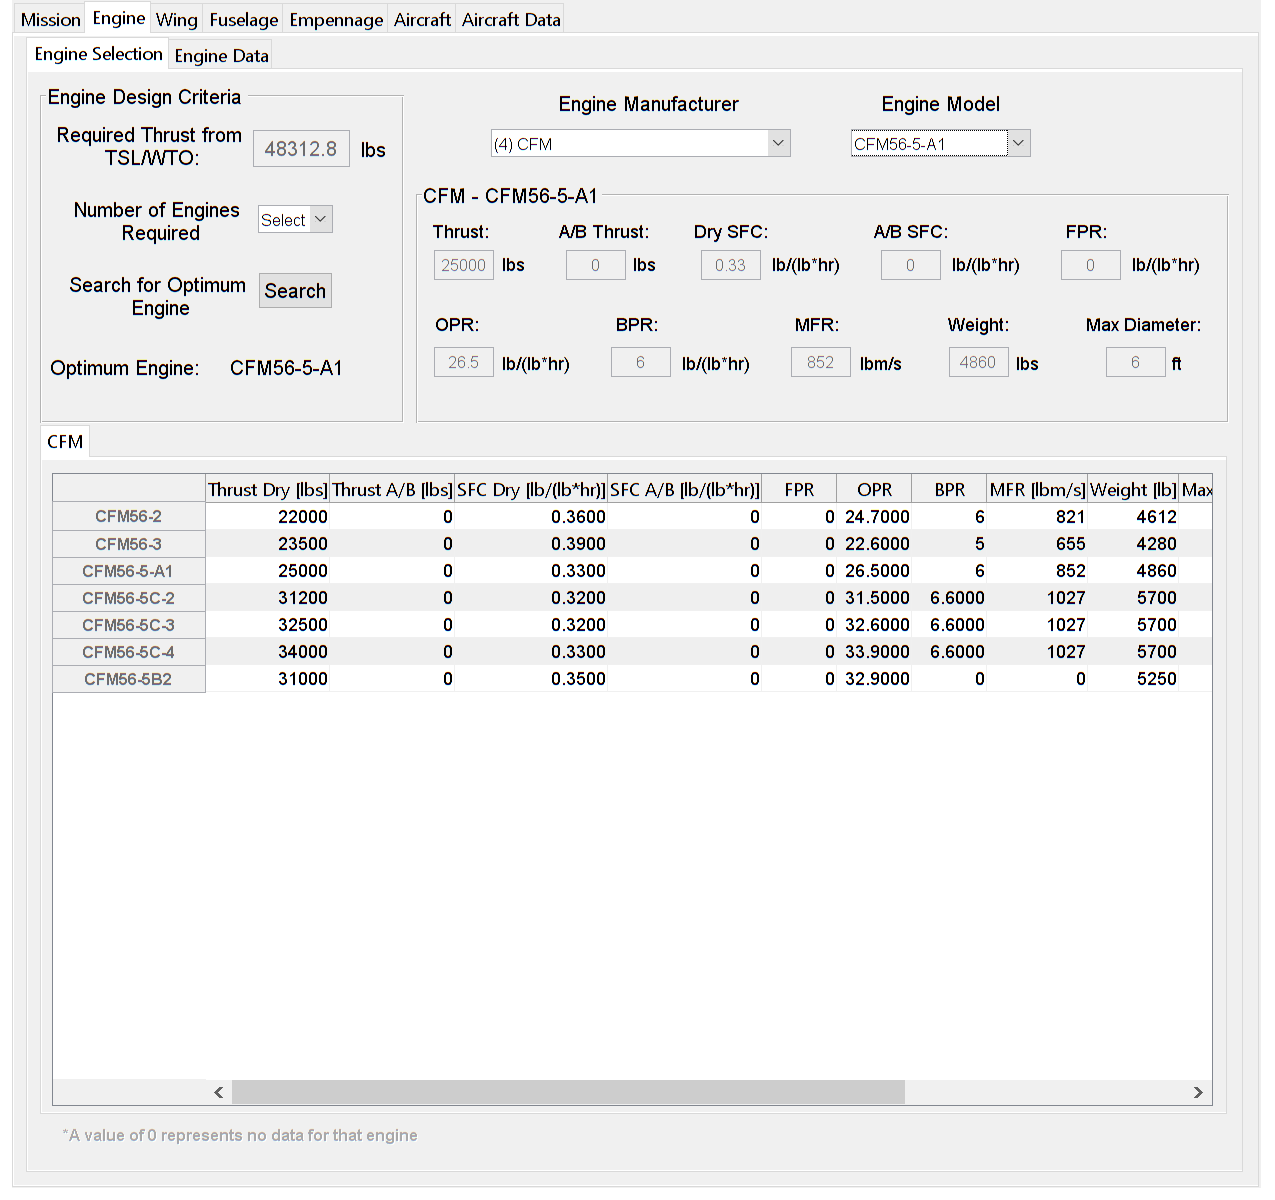 Mission Engine Wing Fuselage Empennage Aircraft Aircraft Data
Engine Selection Engine Data
Engine Design Criteria
Required Thrust from
TSL/WTO:
48312.8 lbs
Number of Engines
Required
Select
Search for Optimum
Engine
Search
Optimum Engine: CFM56-5-A1
Engine Manufacturer Engine Model
(4) CFM CFM56-5-A1
CFM - CFM56-5-A1
Thrust: A/B Thrust: Dry SFC: A/B SFC: FPR:
25000 lbs 0 lbs 0.33 lb/(lb*hr) 0 lb/(lb*hr) 0 lb/(lb*hr)
OPR: BPR: MFR: Weight: Max Diameter:
26.5 lb/(lb*hr) 6 lb/(lb*hr) 852 lbm/s 4860 lbs 6 ft
CFM
Thrust Dry [lbs] Thrust A/B [lbs] SFC Dry [lb/(lb*hr)] SFC A/B [lb/(lb*hr)] FPR OPR BPR MFR [lbm/s] Weight [lb] Max
CFM56-2 22000 0 0.3600 0 0 24.7000 6 821 4612
CFM56-3 23500 0 0.3900 0 0 22.6000 5 655 4280
CFM56-5-A1 25000 0 0.3300 0 0 26.5000 6 852 4860
CFM56-5C-2 31200 0 0.3200 0 0 31.5000 6.6000 1027 5700
CFM56-5C-3 32500 0 0.3200 0 0 32.6000 6.6000 1027 5700
CFM56-5C-4 34000 0 0.3300 0 0 33.9000 6.6000 1027 5700
CFM56-5B2 31000 0 0.3500 0 0 32.9000 0 0 5250
*A value of 0 represents no data for that engine